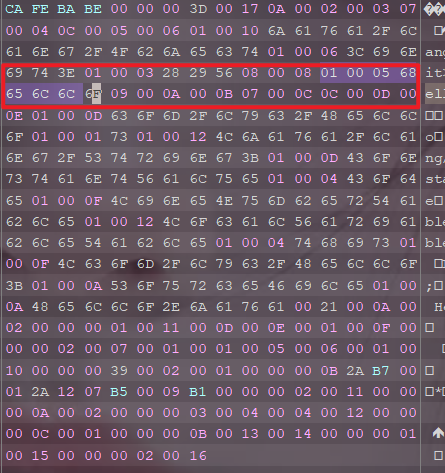 CA FE BA BE 00 00 00 3D 00 17 0A 00 02 00 03 07
00 04 0C 00 05 00 06 01 00 10 6A 61 76 61 2F 6C
61 6E 67 2F 4F 62 6A 65 63 74 01 00 06 3C 69 6E ang
69 74 3E 01 00 03 28 29 56 08 00 08 01 00 05 68 it
65 6C 6C 6F 09 00 0A 00 0B 07 00 0C 0C 00 0D 00 ell
0E 01 00 0D 63 6F 6D 2F 6C 79 63 2F 48 65 6C 6C
6F 01 00 01 73 01 00 12 4C 6A 61 76 61 2F 6C 61 o
6E 67 2F 53 74 72 69 6E 67 3B 01 00 0D 43 6F 6E ng/
73 74 61 6E 74 56 61 6C 75 65 01 00 04 43 6F 64 sta
65 01 00 0F 4C 69 6E 65 4E 75 6D 62 65 72 54 61 e
62 6C 65 01 00 12 4C 6F 63 61 6C 56 61 72 69 61 ble
62 6C 65 54 61 62 6C 65 01 00 04 74 68 69 73 01 ble
00 0F 4C 63 6F 6D 2F 6C 79 63 2F 48 65 6C 6C 6F
3B 01 00 0A 53 6F 75 72 63 65 46 69 6C 65 01 00 ;
0A 48 65 6C 6C 6F 2E 6A 61 76 61 00 21 00 0A 00 He
02 00 00 00 01 00 11 00 0D 00 0E 00 01 00 0F 00
00 00 02 00 07 00 01 00 01 00 05 00 06 00 01 00
10 00 00 00 39 00 02 00 01 00 00 00 0B 2A B7 00
01 2A 12 07 B5 00 09 B1 00 00 00 02 00 11 00 00 *
00 0A 00 02 00 00 00 03 00 04 00 04 00 12 00 00
00 0C 00 01 00 00 00 0B 00 13 00 14 00 00 00 01
00 15 00 00 00 02 00 16